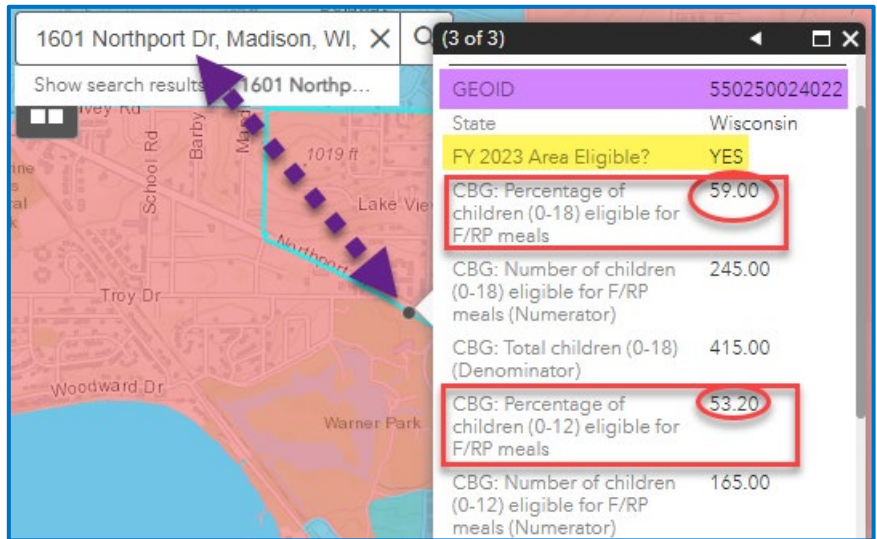 1601 Northport Dr, Madison, WI,
Show search results
1601 Northp...
School Rd
Barby
1019 ft
Lake Vie
Northport
Troy Dr
Woodward Dr
Warner Park
(3 of 3)
GEOID 550250024022
State Wisconsin
FY 2023 Area Eligible? YES
CBG: Percentage of 59.00
children (0-18) eligible for
F/RP meals
CBG: Number of children 245.00
(0-18) eligible for F/RP
meals (Numerator)
CBG: Total children (0-18) 415.00
(Denominator)
CBG: Percentage of 53.20
children (0-12) eligible for
F/RP meals
CBG: Number of children 165.00
(0-12) eligible for F/RP
meals (Numerator)